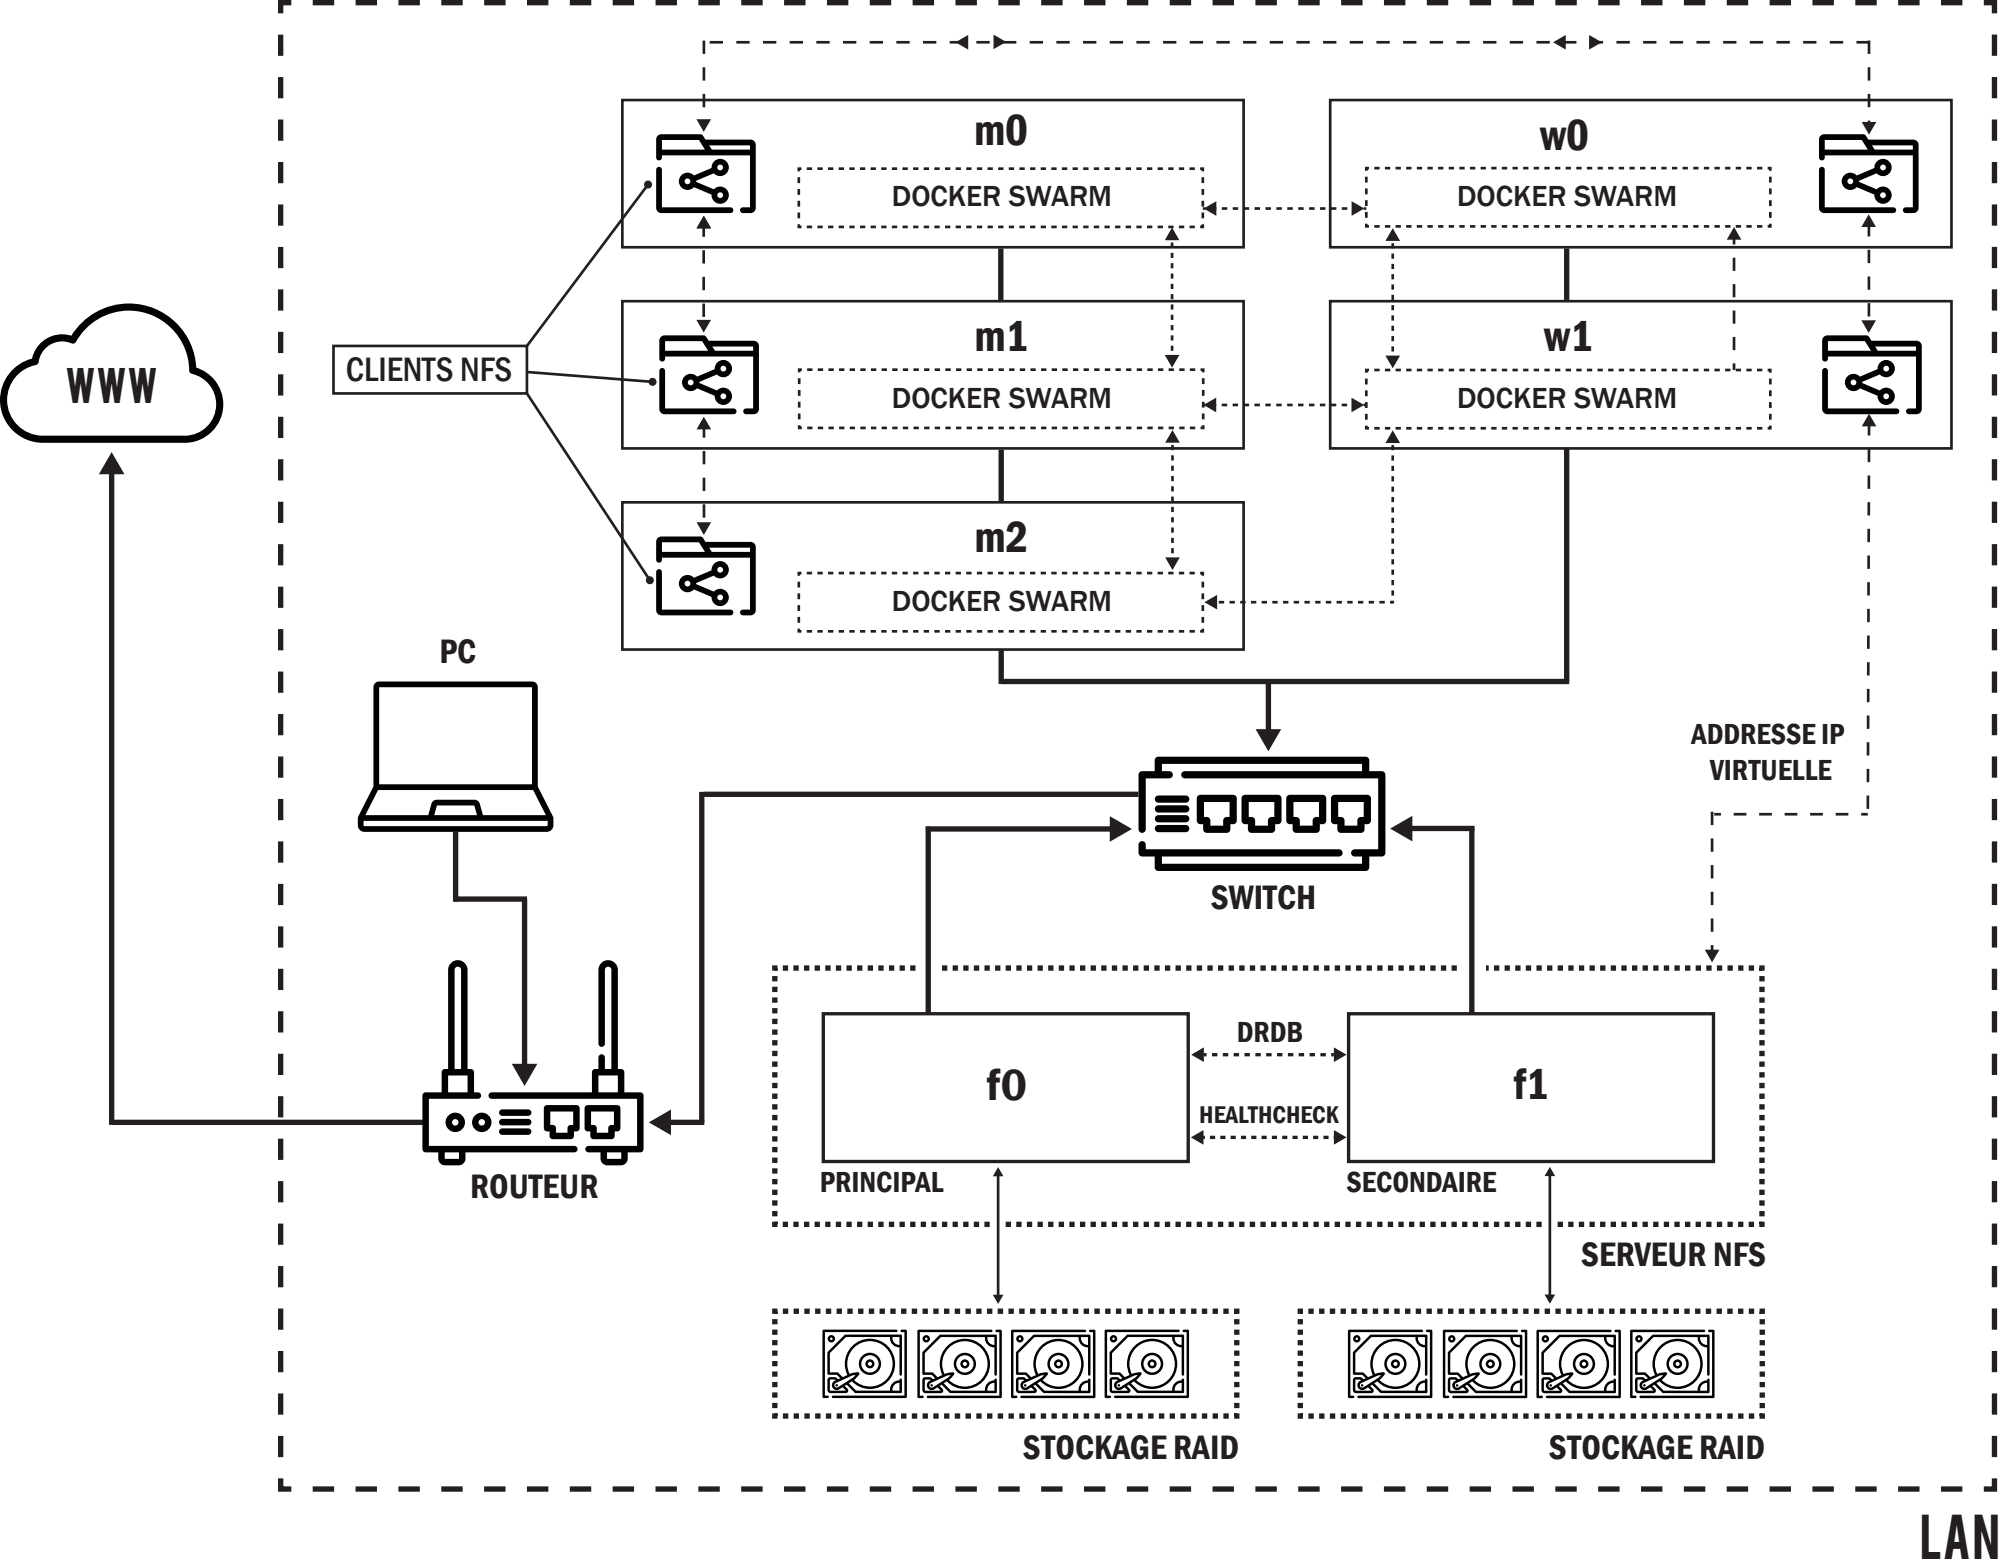 m0
DOCKER SWARM
w0
DOCKER SWARM
WWW
CLIENTS NFS
m1
DOCKER SWARM
w1
DOCKER SWARM
m2
DOCKER SWARM
PC
ADDRESSE IP
VIRTUELLE
SWITCH
ROUTEUR
f0
DRDB
HEALTHCHECK
f1
PRINCIPAL
SECONDAIRE
SERVEUR NFS
STOCKAGE RAID
STOCKAGE RAID
LAN